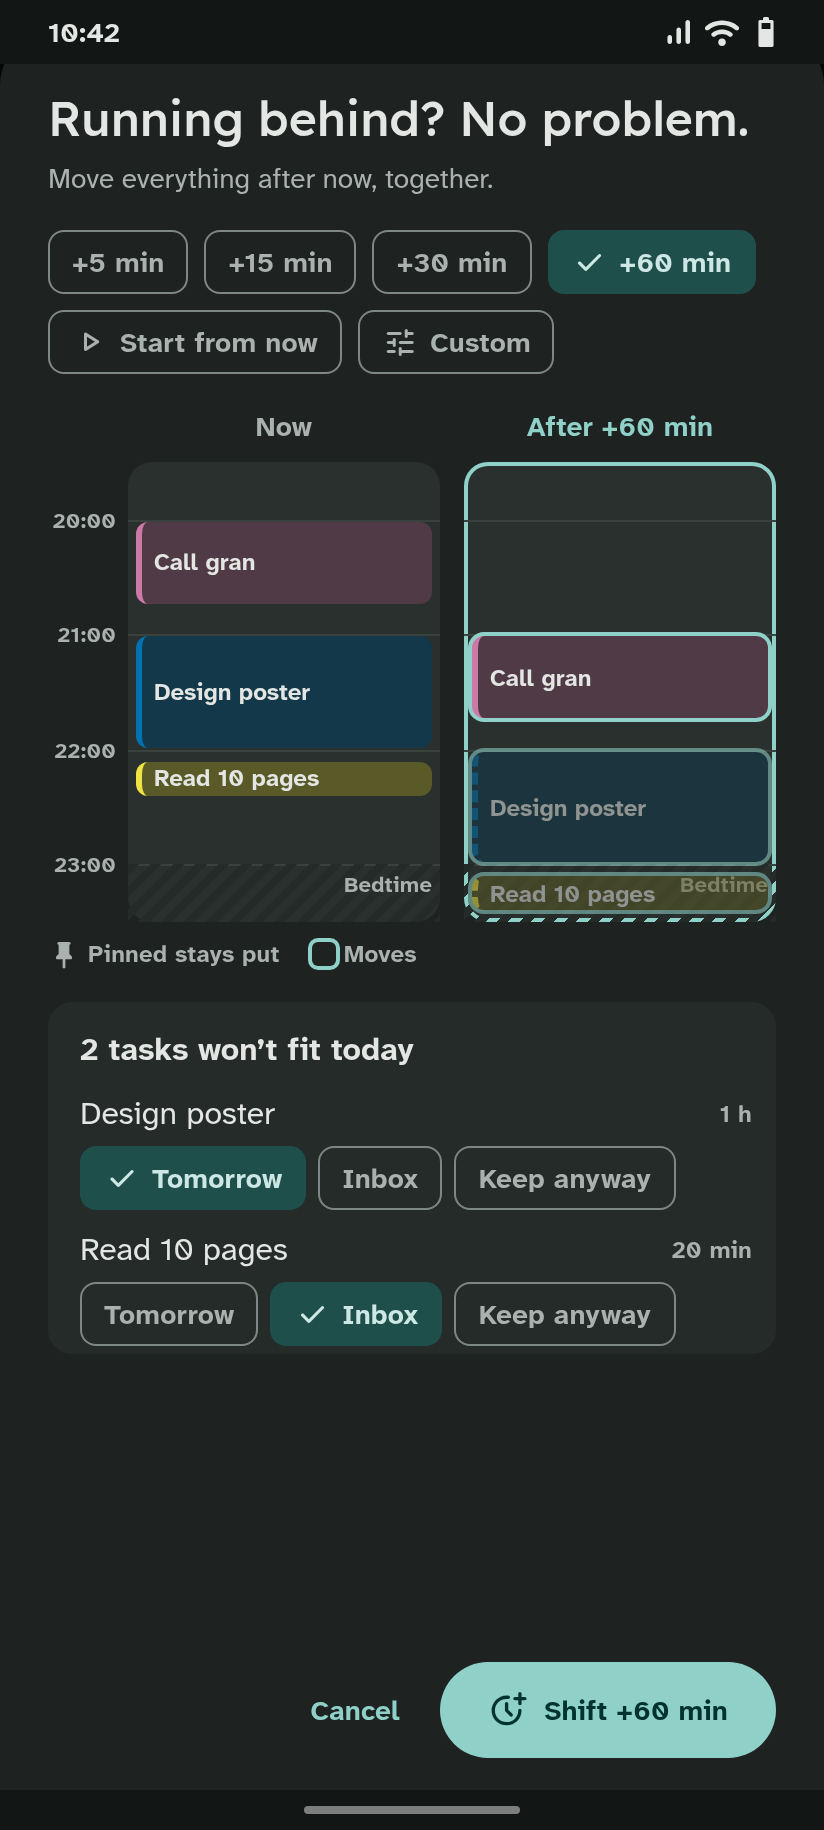 10:42
Running behind? No problem.
Move everything after now, together.
+5 min
+15 min
+30 min
+60 min
Start from now
Custom
Now
After +60 min
20:00
Call gran
21:00
Call gran
Design poster
22:00
Read 10 pages
Design poster
23:00
Bedtime
Read 10 pages
Bedtime
Pinned stays put
Moves
2 tasks won’t fit today
Design poster
1 h
Tomorrow
Inbox
Keep anyway
Read 10 pages
20 min
Tomorrow
Inbox
Keep anyway
Cancel
Shift +60 min